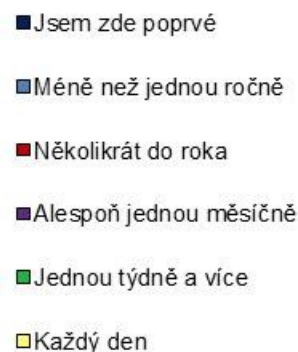 Jsem zde poprvé
Méně než jednou ročně
Několikrát do roka
Alespoň jednou měsíčně
Jednou týdně a více
Každý den